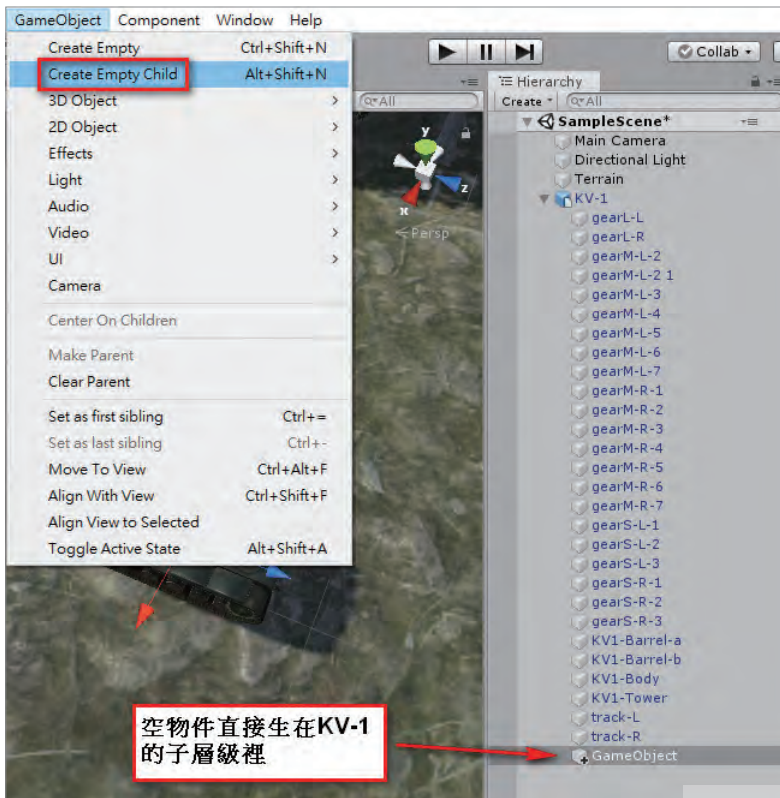 GameObject Component Window Help
Create Empty Ctrl+Shift+N
Create Empty Child Alt+Shift+N
3D Object >
2D Object >
Effects >
Light >
Audio >
Video >
UI >
Camera
Center On Children
Make Parent
Clear Parent
Set as first sibling Ctrl+=
Set as last sibling Ctrl+-
Move To View Ctrl+Alt+F
Align With View Ctrl+Shift+F
Align View to Selected
Toggle Active State Alt+Shift+A
Collab
All
y
z
x
Persp
Hierarchy
Create All
SampleScene*
Main Camera
Directional Light
Terrain
KV-1
gearL-L
gearL-R
gearM-L-2
gearM-L-2 1
gearM-L-3
gearM-L-4
gearM-L-5
gearM-L-6
gearM-L-7
gearM-R-1
gearM-R-2
gearM-R-3
gearM-R-4
gearM-R-5
gearM-R-6
gearM-R-7
gearS-L-1
gearS-L-2
gearS-L-3
gearS-R-1
gearS-R-2
gearS-R-3
KV1-Barrel-a
KV1-Barrel-b
KV1-Body
KV1-Tower
track-L
track-R
GameObject
空物件直接生在KV-1
的子層級裡